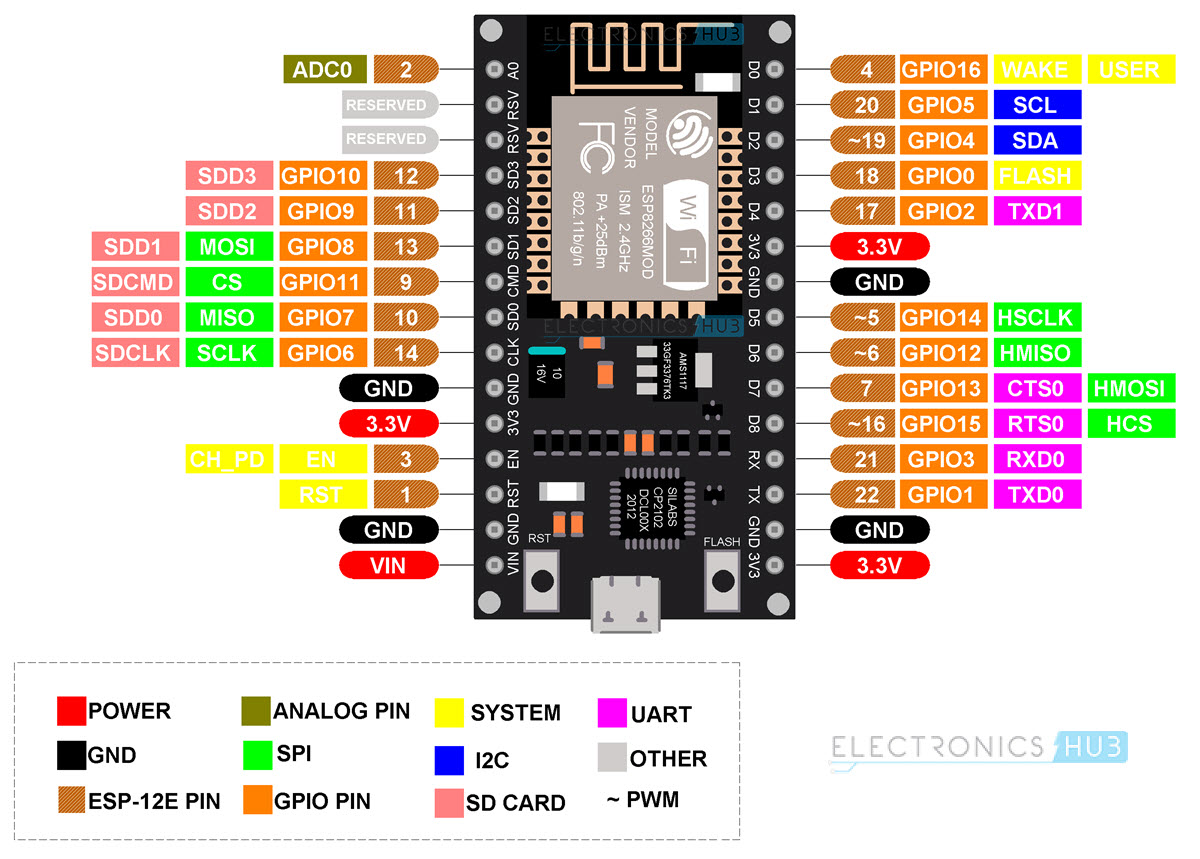 ELECTRONICS HUB
ADC0 2 A0 D0 4 GPIO16 WAKE USER
RESERVED RSV D1 20 GPIO5 SCL
RESERVED RSV D2 ~19 GPIO4 SDA
SDD3 GPIO10 12 SD3 D3 18 GPIO0 FLASH
SDD2 GPIO9 11 SD2 D4 17 GPIO2 TXD1
SDD1 MOSI GPIO8 13 SD1 3V3 3.3V
SDCMD CS GPIO11 9 CMD GND GND
SDD0 MISO GPIO7 10 SD0 D5 ~5 GPIO14 HSCLK
SDCLK SCLK GPIO6 14 CLK D6 ~6 GPIO12 HMISO
GND GND D7 7 GPIO13 CTS0 HMOSI
3.3V 3V3 D8 ~16 GPIO15 RTS0 HCS
CH_PD EN 3 EN RX 21 GPIO3 RXD0
RST 1 RST TX 22 GPIO1 TXD0
GND GND GND GND
VIN VIN 3V3 3.3V
MODEL
VENDOR
FC
Wi Fi
ESP8266MOD
ISM 2.4GHz
PA +25dBm
802.11b/g/n
ELECTRONICS HUB
10
16V
AMS1117
33GF3376TK3
SILABS
CP2102
DCL00X
2012
RST
FLASH
POWER ANALOG PIN SYSTEM UART
GND SPI I2C OTHER
ESP-12E PIN GPIO PIN SD CARD ~ PWM
ELECTRONICS HUB